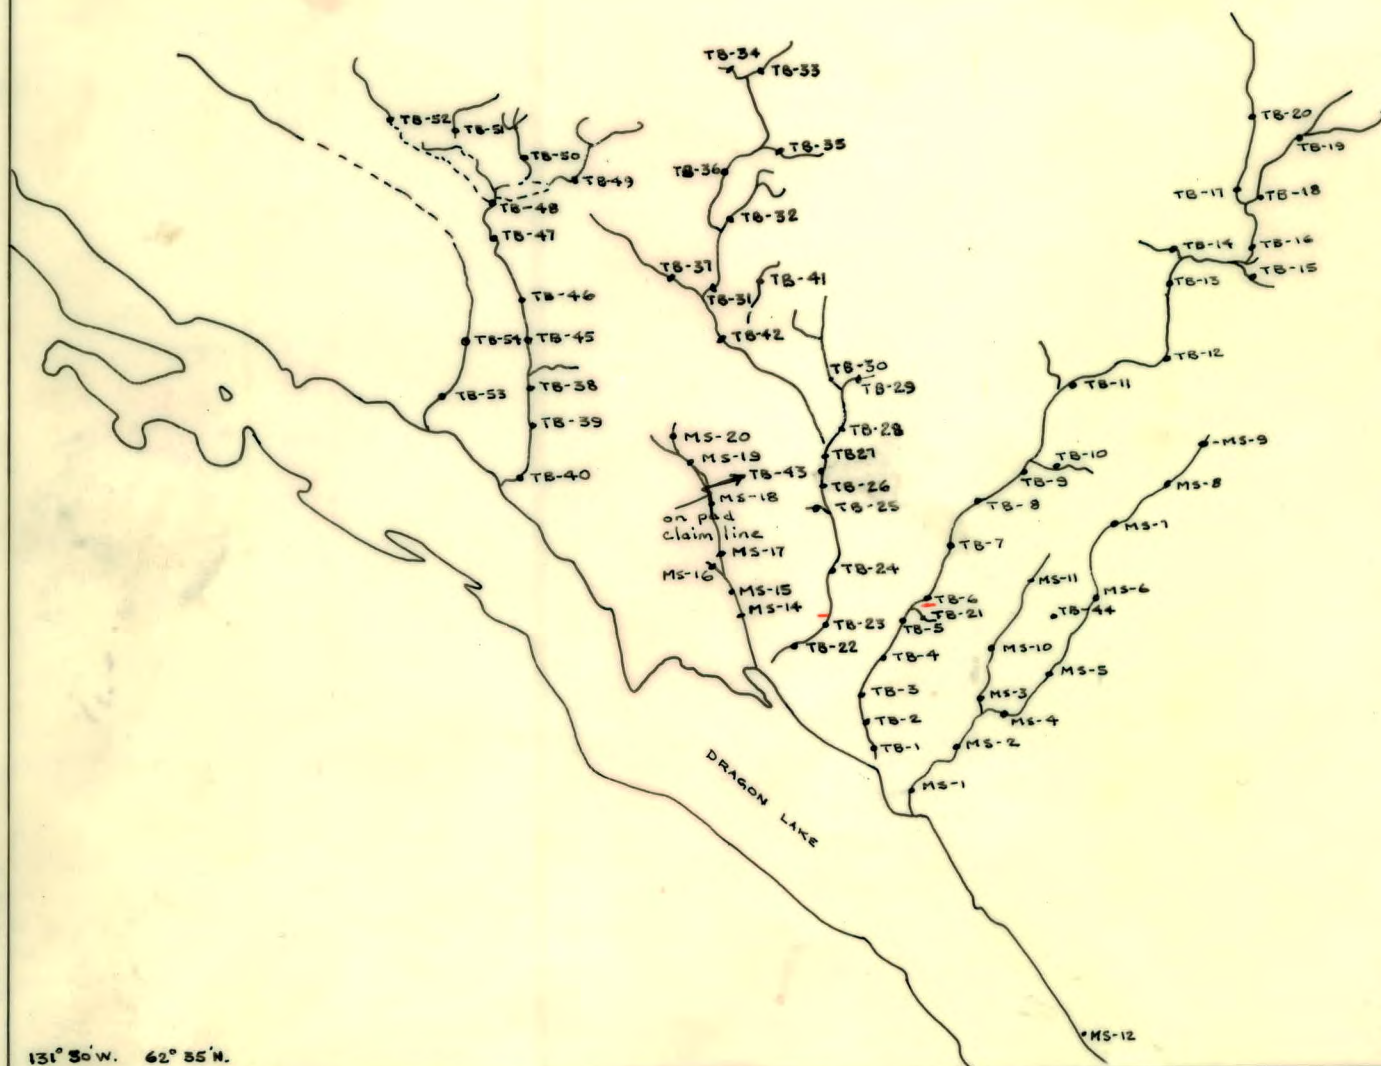 TB-34
TB-33
TB-20
TB-52
TB-51
TB-19
TB-35
TB-50
TB-36
TB-49
TB-17
TB-18
TB-48
TB-32
TB-47
TB-14
TB-16
TB-37
TB-41
TB-15
TB-13
TB-31
TB-46
TB-54
TB-45
TB-42
TB-12
TB-30
TB-29
TB-11
TB-38
TB-53
TB-39
TB-28
MS-20
MS-9
TB27
MS-19
TB-10
TB-43
TB-40
TB-9
TB-26
MS-8
MS-18
TB-25
TB-8
on pad
claim line
MS-7
MS-17
TB-7
MS-16
TB-24
MS-11
MS-15
MS-6
TB-6
MS-14
TB-21
TB-44
TB-23
TB-5
TB-22
MS-10
TB-4
MS-5
TB-3
MS-3
TB-2
MS-4
TB-1
MS-2
DRAGON LAKE
MS-1
MS-12
131° 30'W. 62° 35'N.